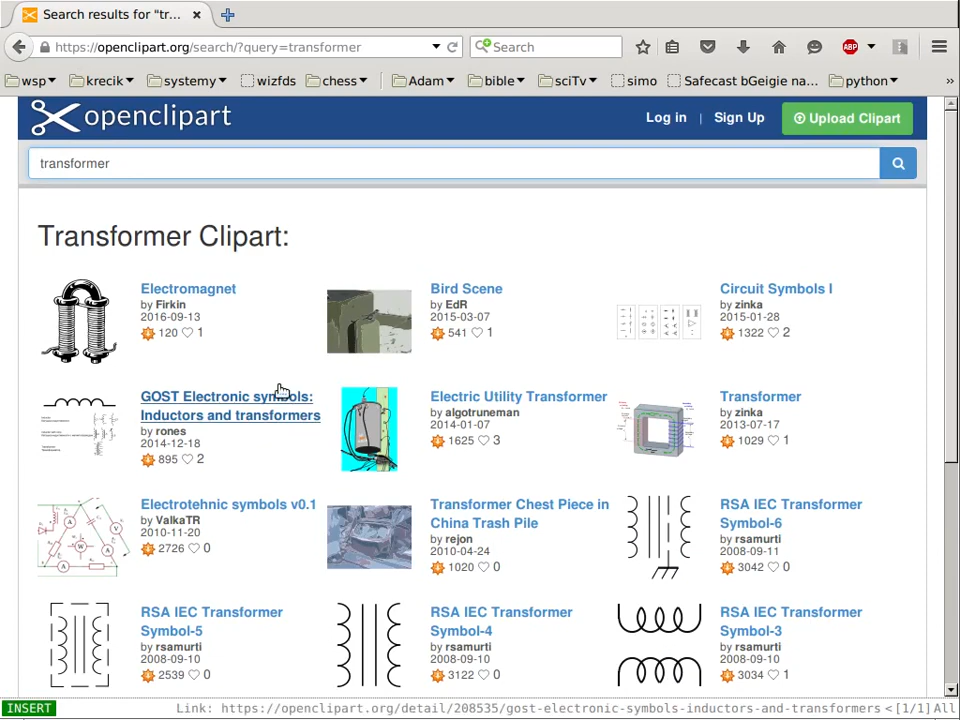 Search results for "tr...
https://openclipart.org/search/?query=transformer
Search
ABP
wsp krecik systemy wizfds chess Adam bible sciTv simo Safecast bGeigie na... python »
openclipart
Log in | Sign Up Upload Clipart
transformer
Transformer Clipart:
Electromagnet
by Firkin
2016-09-13
120 1
Bird Scene
by EdR
2015-03-07
541 1
Circuit Symbols I
by zinka
2015-01-28
1322 2
GOST Electronic symbols:
Inductors and transformers
by rones
2014-12-18
895 2
Electric Utility Transformer
by algotruneman
2014-01-07
1625 3
Transformer
by zinka
2013-07-17
1029 1
Electrotehnic symbols v0.1
by ValkaTR
2010-11-20
2726 0
Transformer Chest Piece in
China Trash Pile
by rejon
2010-04-24
1020 0
RSA IEC Transformer
Symbol-6
by rsamurti
2008-09-11
3042 0
RSA IEC Transformer
Symbol-5
by rsamurti
2008-09-10
2539 0
RSA IEC Transformer
Symbol-4
by rsamurti
2008-09-10
3122 0
RSA IEC Transformer
Symbol-3
by rsamurti
2008-09-10
3034 1
INSERT Link: https://openclipart.org/detail/208535/gost-electronic-symbols-inductors-and-transformers <[1/1]All